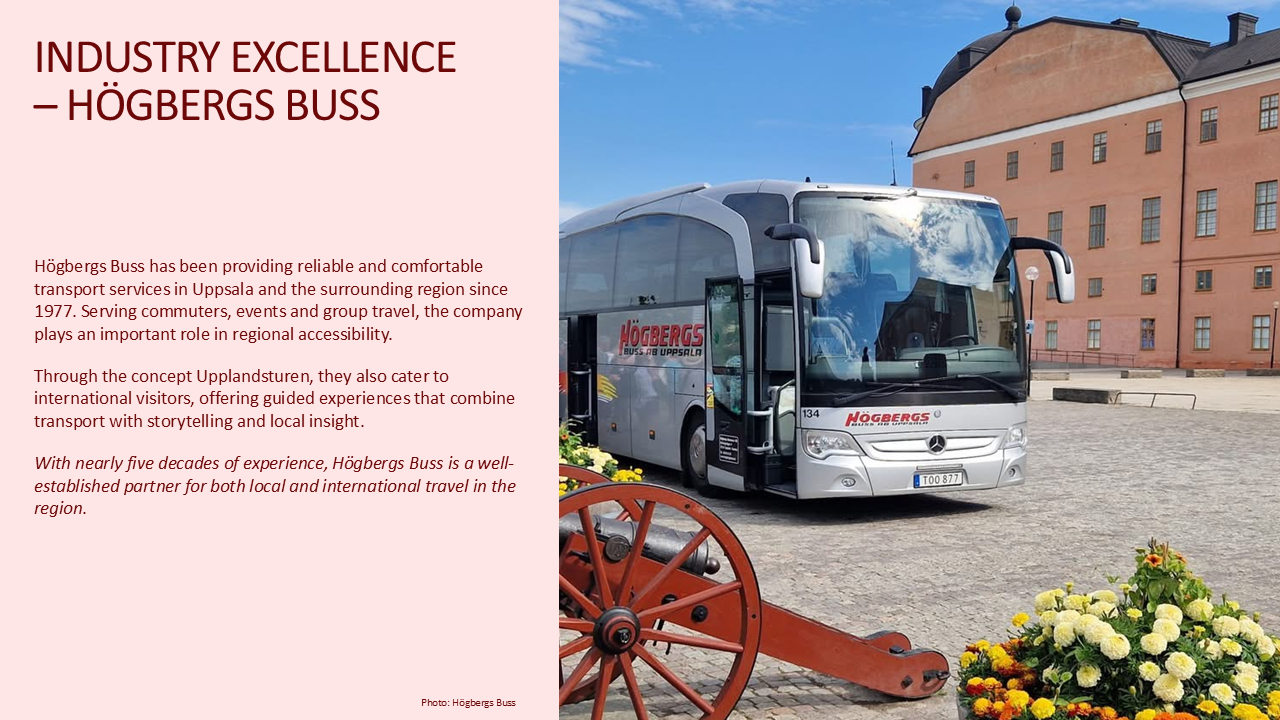 INDUSTRY EXCELLENCE
– HÖGBERGS BUSS
Högbergs Buss has been providing reliable and comfortable
transport services in Uppsala and the surrounding region since
1977. Serving commuters, events and group travel, the company
plays an important role in regional accessibility.
Through the concept Upplandsturen, they also cater to
international visitors, offering guided experiences that combine
transport with storytelling and local insight.
With nearly five decades of experience, Högbergs Buss is a well-
established partner for both local and international travel in the
region.
Photo: Högbergs Buss
HÖGBERGS
BUSS AB UPPSALA
134
HÖGBERGS
BUSS AB UPPSALA
TOO 877